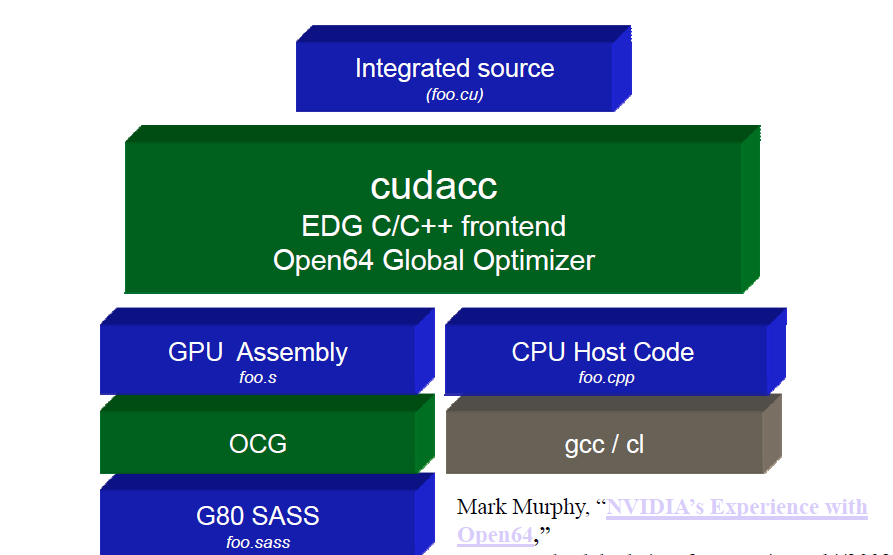 Integrated source
(foo.cu)
cudacc
EDG C/C++ frontend
Open64 Global Optimizer
GPU Assembly
foo.s
CPU Host Code
foo.cpp
OCG
gcc / cl
G80 SASS
foo.sass
Mark Murphy, “NVIDIA’s Experience with
Open64,”